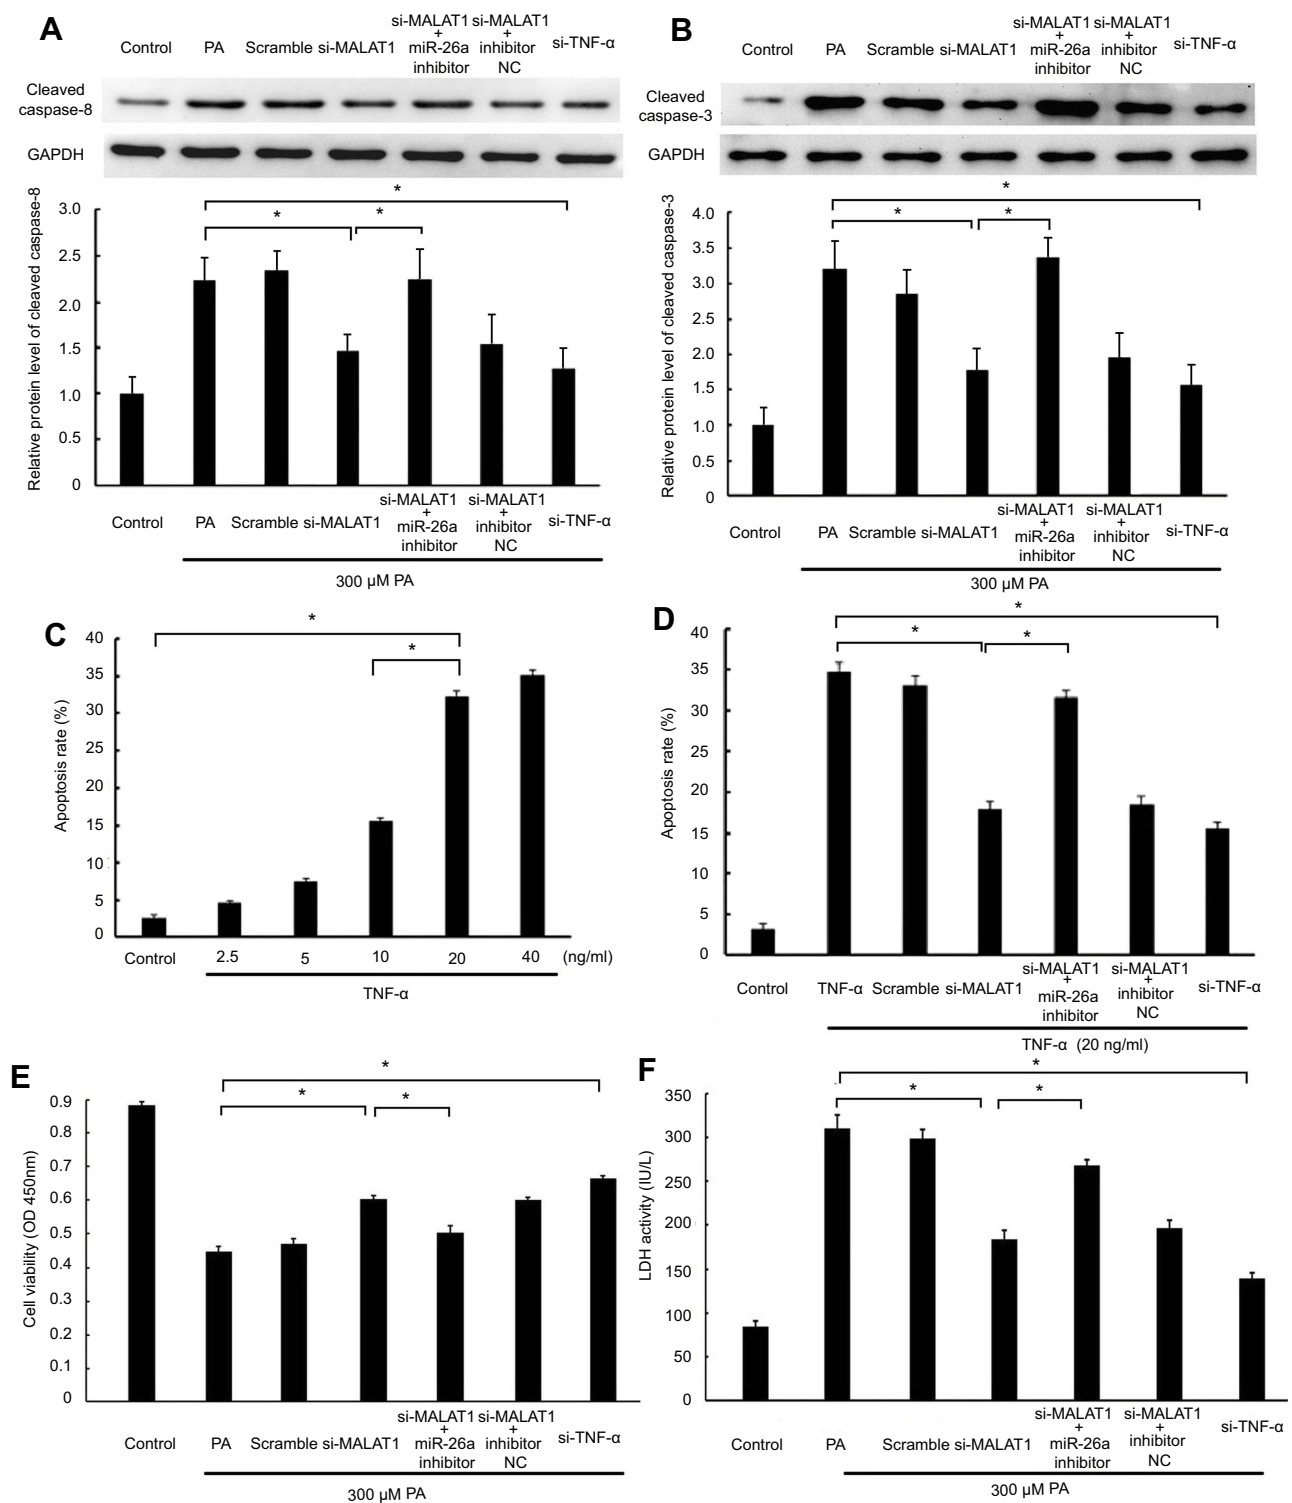 A
Control
PA
Scramble si-MALAT1
si-MALAT1
+
miR-26a
inhibitor
si-MALAT1
+
inhibitor
NC
si-TNF-α
Cleaved
caspase-8
GAPDH
*
*
*
Relative protein level of cleaved caspase-8
3.0
2.5
2.0
1.5
1.0
0.5
0
Control
PA
Scramble si-MALAT1
si-MALAT1
+
miR-26a
inhibitor
si-MALAT1
+
inhibitor
NC
si-TNF-α
300 µM PA
B
Control
PA
Scramble si-MALAT1
si-MALAT1
+
miR-26a
inhibitor
si-MALAT1
+
inhibitor
NC
si-TNF-α
Cleaved
caspase-3
GAPDH
*
*
*
Relative protein level of cleaved caspase-3
4.0
3.5
3.0
2.5
2.0
1.5
1.0
0.5
0
Control
PA
Scramble si-MALAT1
si-MALAT1
+
miR-26a
inhibitor
si-MALAT1
+
inhibitor
NC
si-TNF-α
300 µM PA
C
*
*
Apoptosis rate (%)
40
35
30
25
20
15
10
5
0
Control
2.5
5
10
20
40
(ng/ml)
TNF-α
D
*
*
*
Apoptosis rate (%)
40
35
30
25
20
15
10
5
0
Control
TNF-α
Scramble si-MALAT1
si-MALAT1
+
miR-26a
inhibitor
si-MALAT1
+
inhibitor
NC
si-TNF-α
TNF-α (20 ng/ml)
E
*
*
*
Cell viability (OD 450nm)
0.9
0.8
0.7
0.6
0.5
0.4
0.3
0.2
0.1
0
Control
PA
Scramble si-MALAT1
si-MALAT1
+
miR-26a
inhibitor
si-MALAT1
+
inhibitor
NC
si-TNF-α
300 µM PA
F
*
*
*
LDH activity (IU/L)
350
300
250
200
150
100
50
0
Control
PA
Scramble si-MALAT1
si-MALAT1
+
miR-26a
inhibitor
si-MALAT1
+
inhibitor
NC
si-TNF-α
300 µM PA